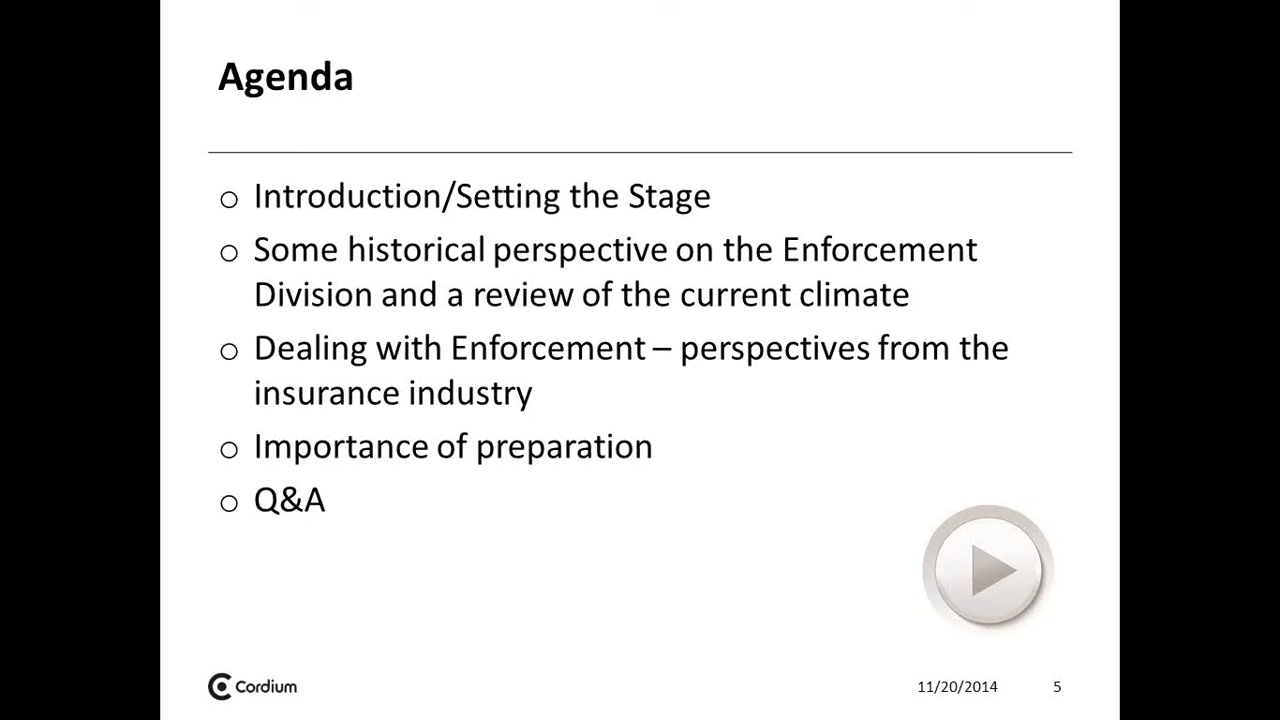 Agenda
Introduction/Setting the Stage
Some historical perspective on the Enforcement
Division and a review of the current climate
Dealing with Enforcement – perspectives from the
insurance industry
Importance of preparation
Q&A
Cordium
11/20/2014
5